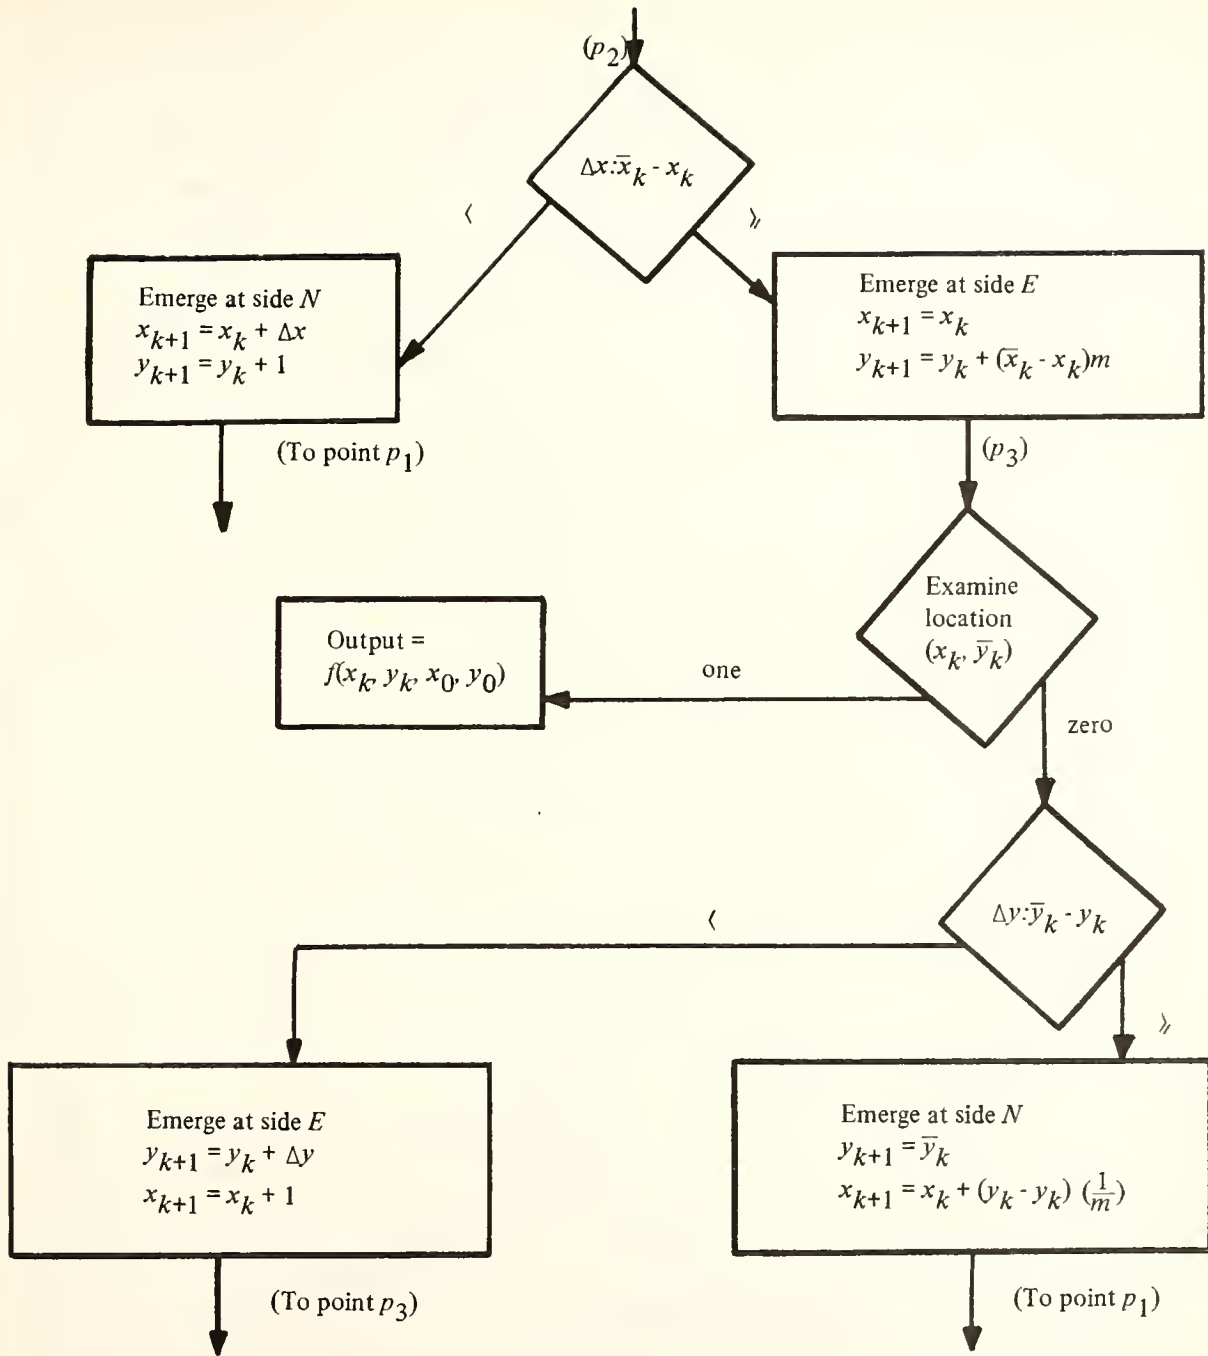 (p₂)
Δx:x̄ₖ - xₖ
⟨
⩾
Emerge at side N
xₖ₊₁ = xₖ + Δx
yₖ₊₁ = yₖ + 1
Emerge at side E
xₖ₊₁ = xₖ
yₖ₊₁ = yₖ + (x̄ₖ - xₖ)m
(To point p₁)
(p₃)
Examine
location
(xₖ, ȳₖ)
Output =
f(xₖ, yₖ, x₀, y₀)
one
zero
Δy:ȳₖ - yₖ
⟨
⩾
Emerge at side E
yₖ₊₁ = yₖ + Δy
xₖ₊₁ = xₖ + 1
Emerge at side N
yₖ₊₁ = ȳₖ
xₖ₊₁ = xₖ + (yₖ - yₖ) (1/m)
(To point p₃)
(To point p₁)